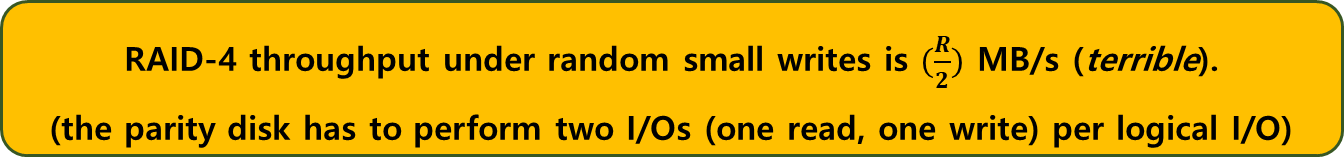 RAID-4 throughput under random small writes is (R/2) MB/s (terrible).
(the parity disk has to perform two I/Os (one read, one write) per logical I/O)